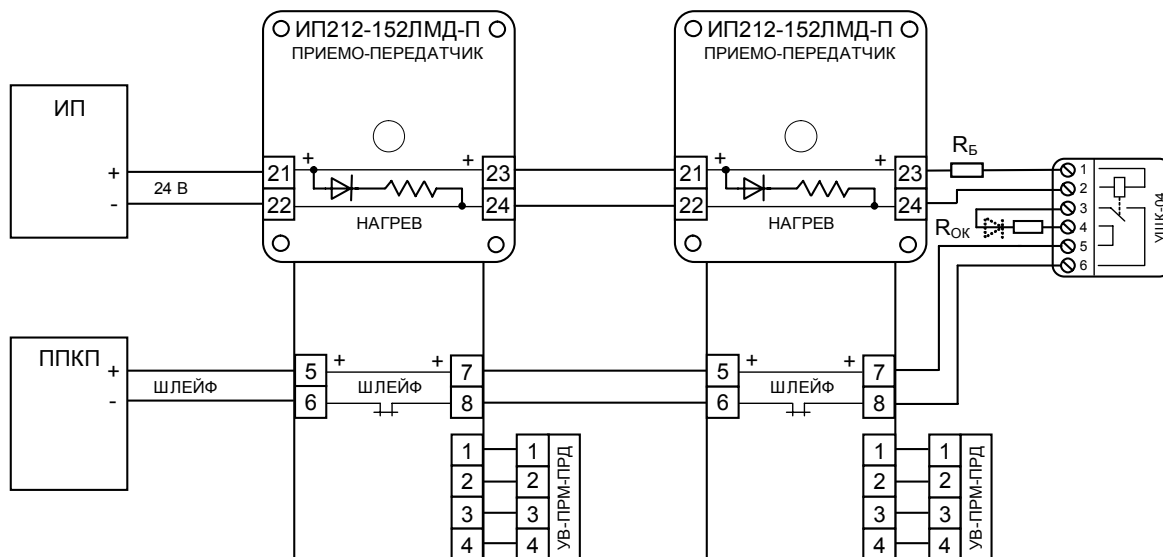 ИП212-152ЛМД-П
ПРИЕМО-ПЕРЕДАТЧИК
ИП212-152ЛМД-П
ПРИЕМО-ПЕРЕДАТЧИК
ИП
+
24 В
-
21
+
+
23
22
24
НАГРЕВ
21
+
+
23
22
24
НАГРЕВ
RБ
RОК
1
2
3
4
5
6
УШК-04
ППКП
+
ШЛЕЙФ
-
5
+
+
7
6
ШЛЕЙФ
8
5
+
+
7
6
ШЛЕЙФ
8
1
1
2
2
3
3
4
4
УВ-ПРМ-ПРД
1
1
2
2
3
3
4
4
УВ-ПРМ-ПРД